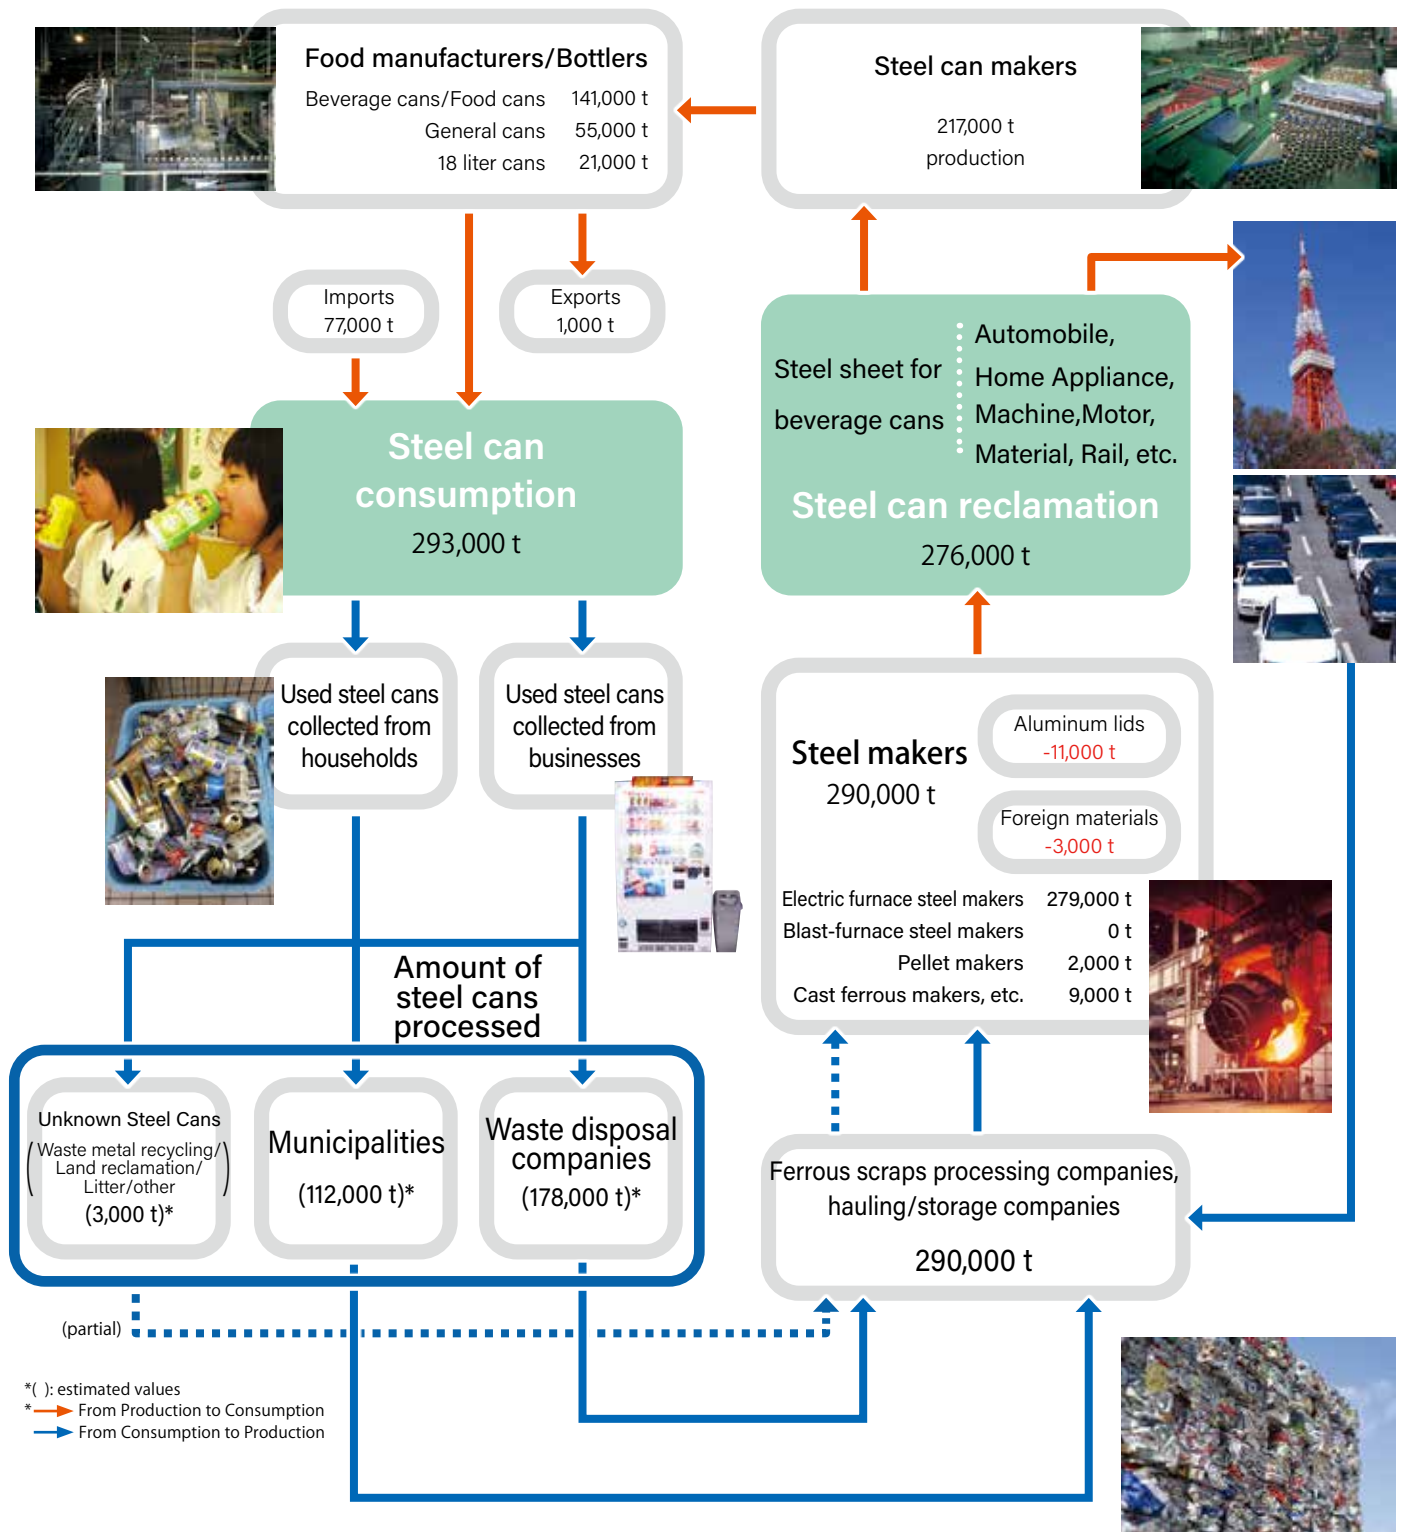 Food manufacturers/Bottlers
Beverage cans/Food cans 141,000 t
General cans 55,000 t
18 liter cans 21,000 t
Steel can makers
217,000 t
production
Imports
77,000 t
Exports
1,000 t
Steel can
consumption
293,000 t
Steel sheet for
beverage cans
Automobile,
Home Appliance,
Machine,Motor,
Material, Rail, etc.
Steel can reclamation
276,000 t
Used steel cans
collected from
households
Used steel cans
collected from
businesses
Steel makers
290,000 t
Aluminum lids
-11,000 t
Foreign materials
-3,000 t
Electric furnace steel makers 279,000 t
Blast-furnace steel makers 0 t
Pellet makers 2,000 t
Cast ferrous makers, etc. 9,000 t
Amount of
steel cans
processed
Unknown Steel Cans
(Waste metal recycling/
Land reclamation/
Litter/other)
(3,000 t)*
Municipalities
(112,000 t)*
Waste disposal
companies
(178,000 t)*
Ferrous scraps processing companies,
hauling/storage companies
290,000 t
(partial)
*( ): estimated values
* From Production to Consumption
From Consumption to Production